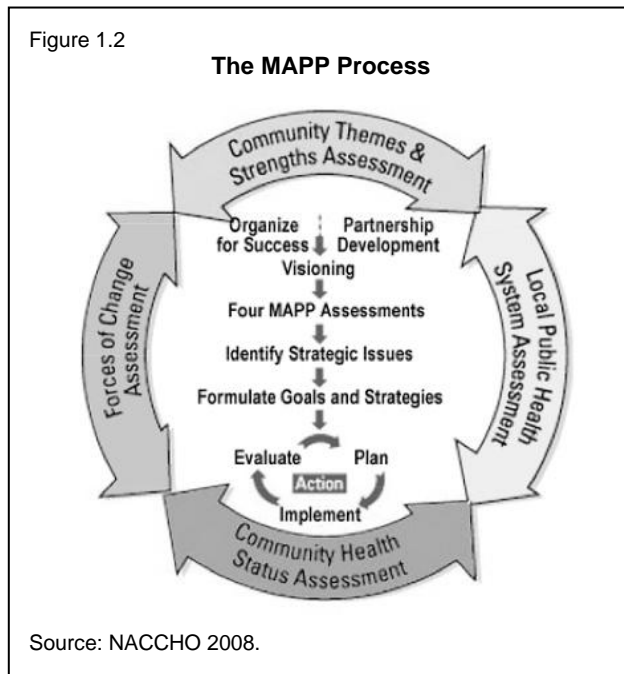 Figure 1.2
The MAPP Process
Community Themes &
Strengths Assessment
Organize
for Success
Partnership
Development
Visioning
Four MAPP Assessments
Identify Strategic Issues
Formulate Goals and Strategies
Evaluate
Plan
Action
Implement
Forces of Change
Assessment
Local Public Health
System Assessment
Community Health
Status Assessment
Source: NACCHO 2008.